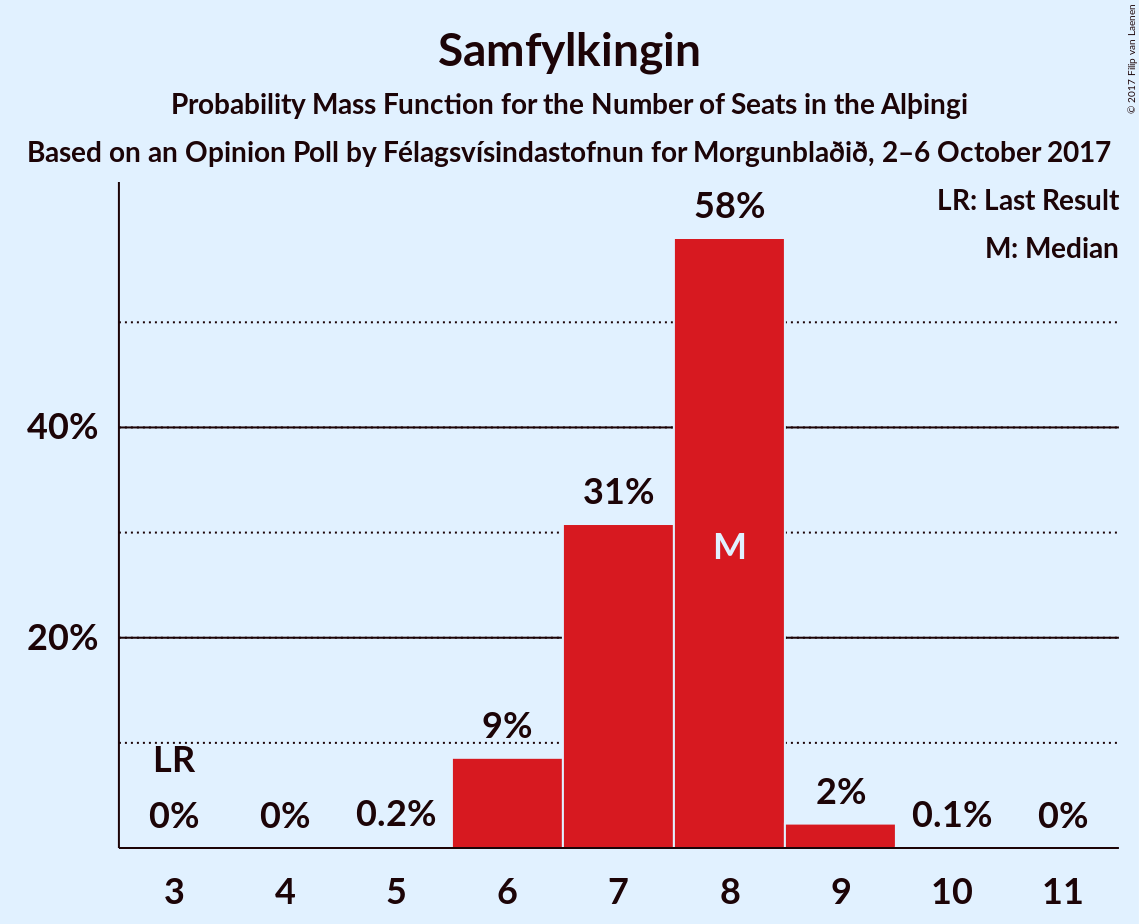 Samfylkingin
Probability Mass Function for the Number of Seats in the Alþingi
Based on an Opinion Poll by Félagsvísindastofnun for Morgunblaðið, 2–6 October 2017
© 2017 Filip van Laenen
LR: Last Result
M: Median
58%
40%
31%
M
20%
9%
LR
0%
0%
0.2%
2%
0.1%
0%
3 4 5 6 7 8 9 10 11